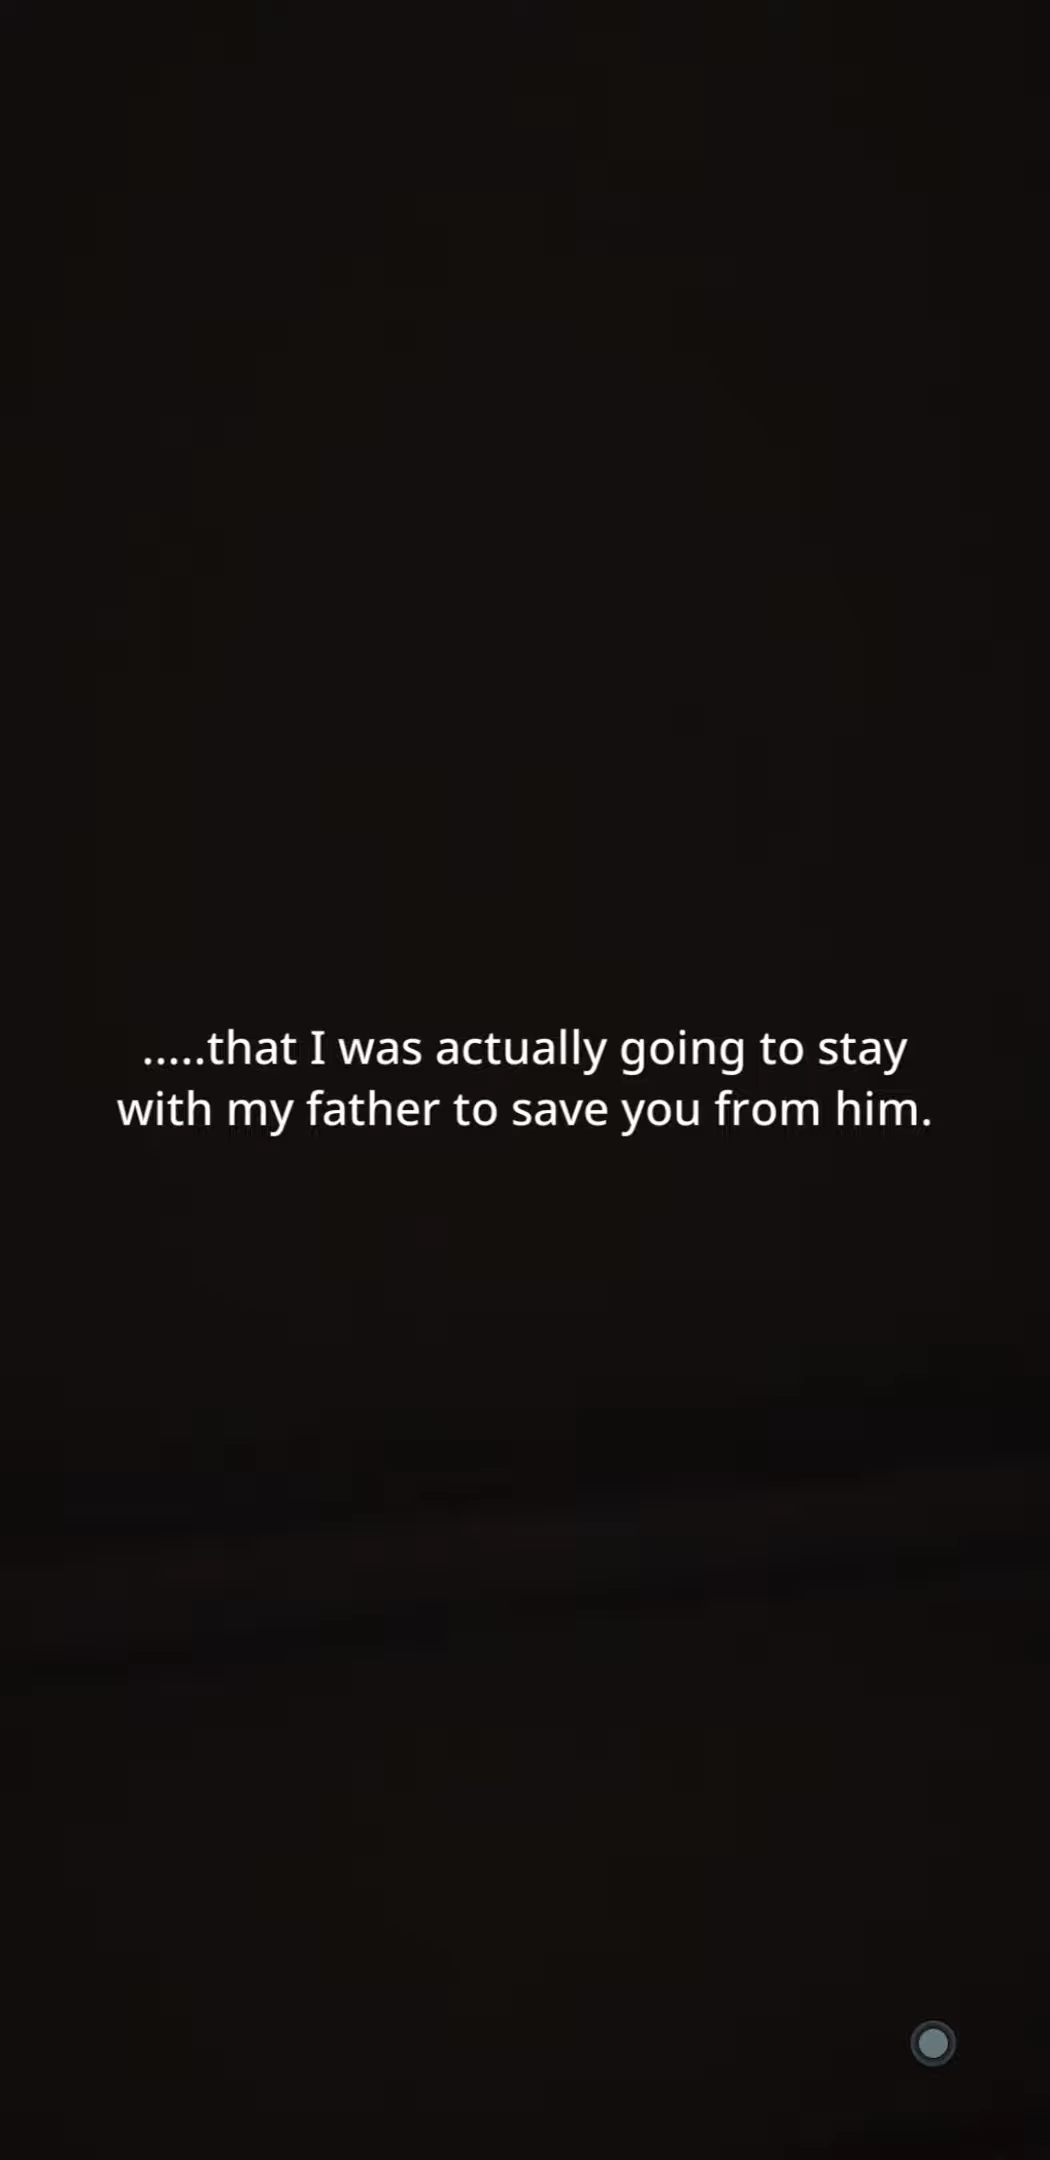 .....that I was actually going to stay
with my father to save you from him.